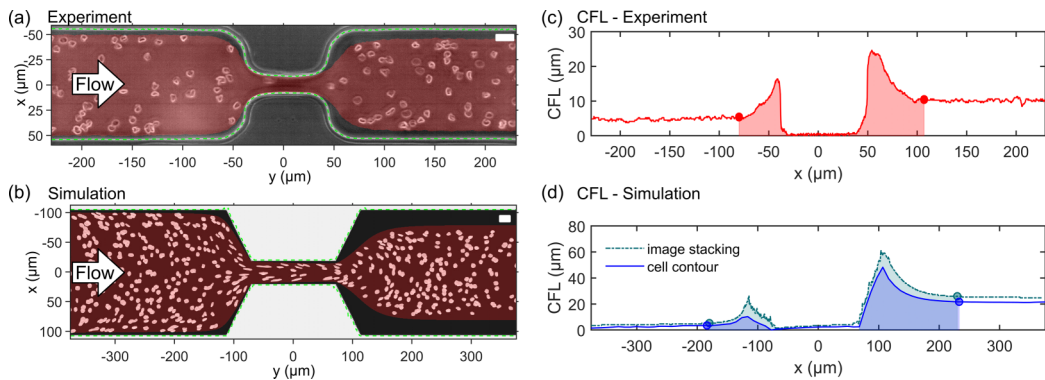 (a) Experiment
-50
-25
0
25
50
x (µm)
Flow
-200 -150 -100 -50 0 50 100 150 200
y (µm)
(b) Simulation
-100
-50
0
50
100
x (µm)
Flow
-300 -200 -100 0 100 200 300
y (µm)
(c) CFL - Experiment
30
20
10
0
CFL (µm)
-200 -150 -100 -50 0 50 100 150 200
x (µm)
(d) CFL - Simulation
80
60
40
20
0
CFL (µm)
image stacking
cell contour
-300 -200 -100 0 100 200 300
x (µm)